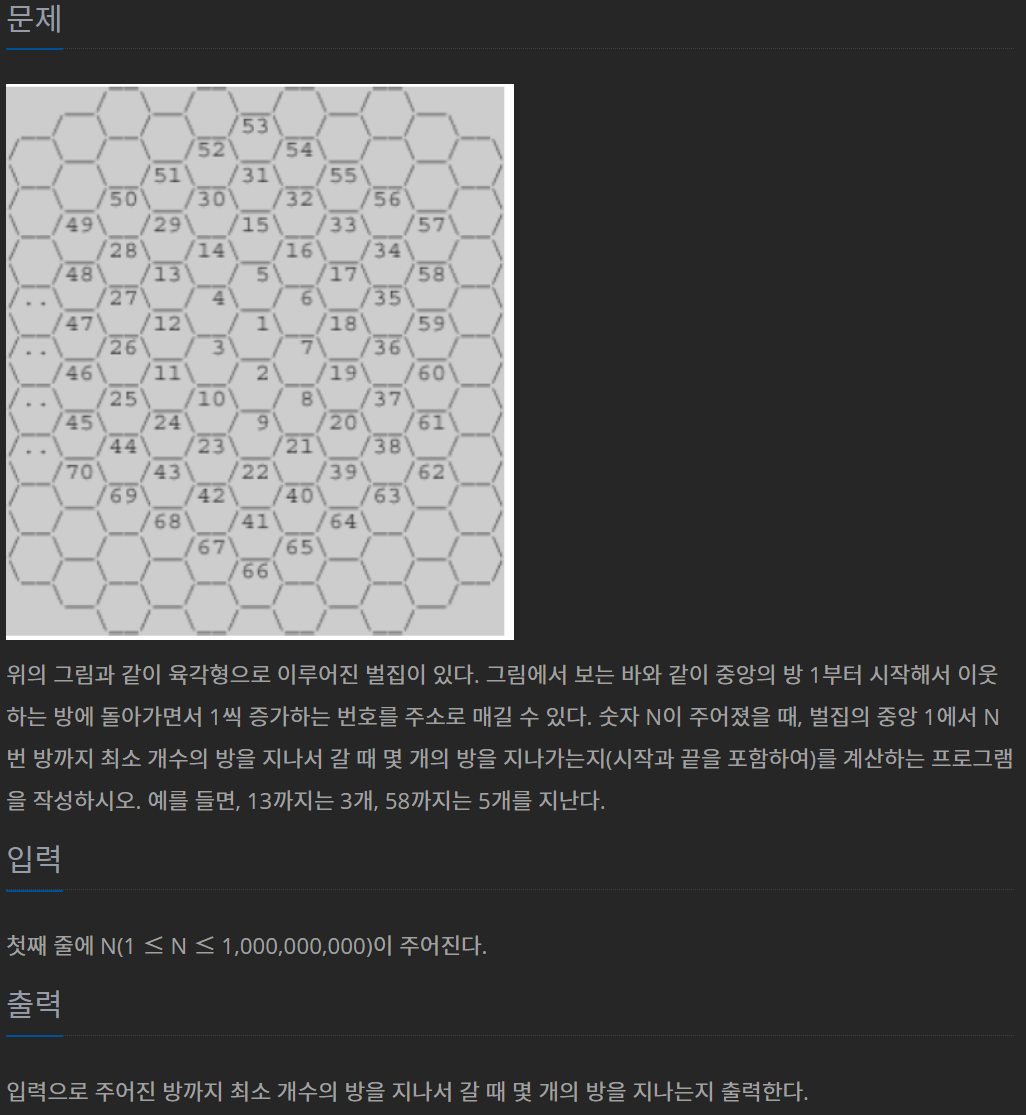 문제
53
52 54
51 31 55
50 30 32 56
49 29 15 33 57
28 14 16 34
48 13 5 17 58
.. 27 4 6 35
47 12 1 18 59
.. 26 3 7 36
46 11 2 19 60
.. 25 10 8 37
45 24 9 20 61
.. 44 23 21 38
70 43 22 39 62
69 42 40 63
68 41 64
67 65
66
위의 그림과 같이 육각형으로 이루어진 벌집이 있다. 그림에서 보는 바와 같이 중앙의 방 1부터 시작해서 이웃
하는 방에 돌아가면서 1씩 증가하는 번호를 주소로 매길 수 있다. 숫자 N이 주어졌을 때, 벌집의 중앙 1에서 N
번 방까지 최소 개수의 방을 지나서 갈 때 몇 개의 방을 지나가는지(시작과 끝을 포함하여)를 계산하는 프로그램
을 작성하시오. 예를 들면, 13까지는 3개, 58까지는 5개를 지난다.
입력
첫째 줄에 N(1 ≤ N ≤ 1,000,000,000)이 주어진다.
출력
입력으로 주어진 방까지 최소 개수의 방을 지나서 갈 때 몇 개의 방을 지나는지 출력한다.